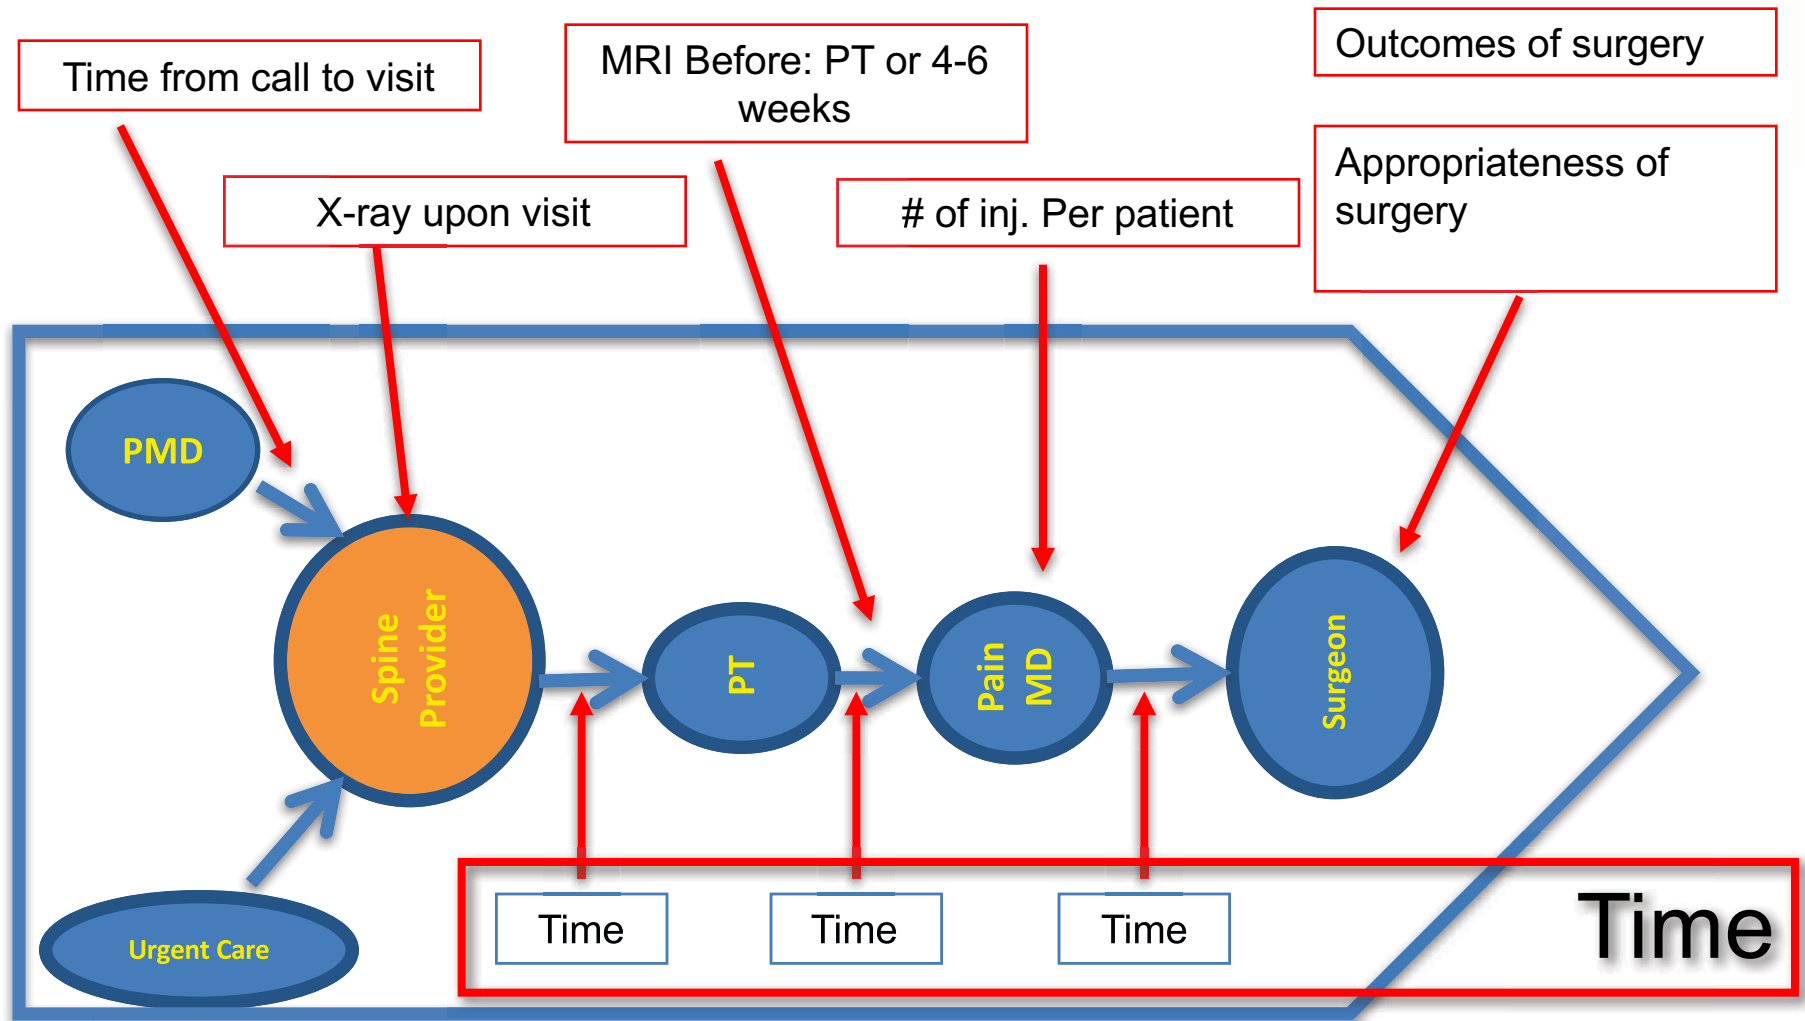 Time from call to visit
MRI Before: PT or 4-6
weeks
Outcomes of surgery
X-ray upon visit
# of inj. Per patient
Appropriateness of
surgery
PMD
Spine
Provider
PT
Pain
MD
Surgeon
Urgent Care
Time
Time
Time
Time